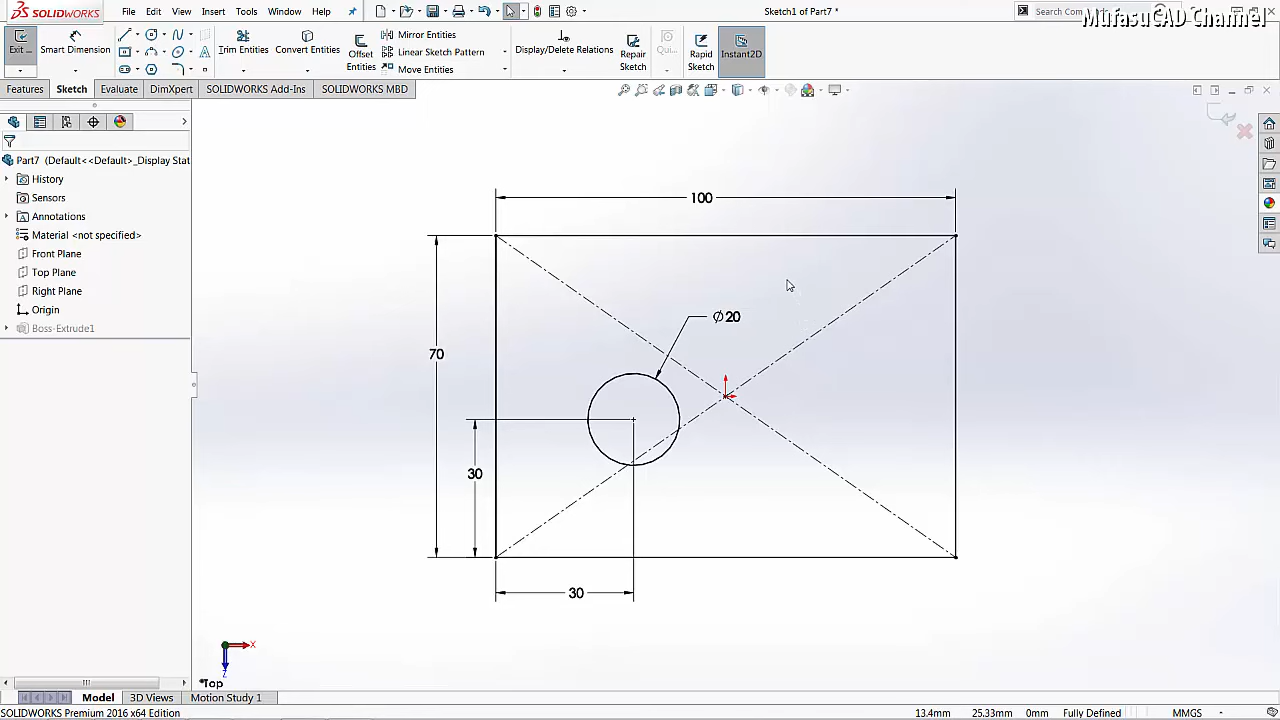 SOLIDWORKS File Edit View Insert Tools Window Help Sketch1 of Part7 * Search Com
MufasuCAD Channel
Exit ... Smart Dimension Trim Entities Convert Entities Offset Entities Mirror Entities Linear Sketch Pattern Move Entities Display/Delete Relations Repair Sketch Qui... Rapid Sketch Instant2D
Features Sketch Evaluate DimXpert SOLIDWORKS Add-Ins SOLIDWORKS MBD
Part7 (Default<<Default>_Display Stat
History
Sensors
Annotations
Material <not specified>
Front Plane
Top Plane
Right Plane
Origin
Boss-Extrude1
100
Ø20
70
30
30
X
Z
*Top
Model 3D Views Motion Study 1
SOLIDWORKS Premium 2016 x64 Edition 13.4mm 25.33mm 0mm Fully Defined MMGS